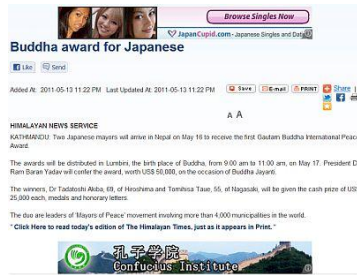 Browse Singles Now
JapanCupid.com - Japanese Singles and Dating
Buddha award for Japanese
Like Send
Added At: 2011-05-13 11:22 PM Last Updated At: 2011-05-13 11:22 PM
Save E-mail PRINT Share
A A
HIMALAYAN NEWS SERVICE
KATHMANDU: Two Japanese mayors will arrive in Nepal on May 16 to receive the first Gautam Buddha International Peace
Award.
The awards will be distributed in Lumbini, the birth place of Buddha, from 9:00 am to 11:00 am, on May 17. President D
Ram Baran Yadav will confer the award, worth US$ 50,000, on the occasion of Buddha Jayanti.
The winners, Dr Tadatoshi Akiba, 69, of Hiroshima and Tomihisa Taue, 55, of Nagasaki, will be given the cash prize of US$
25,000 each, medals and honorary letters.
The duo are leaders of 'Mayors of Peace' movement involving more than 4,000 municipalities in the world.
" Click Here to read today's edition of The Himalayan Times, just as it appears in Print. "
孔子学院
Confucius Institute